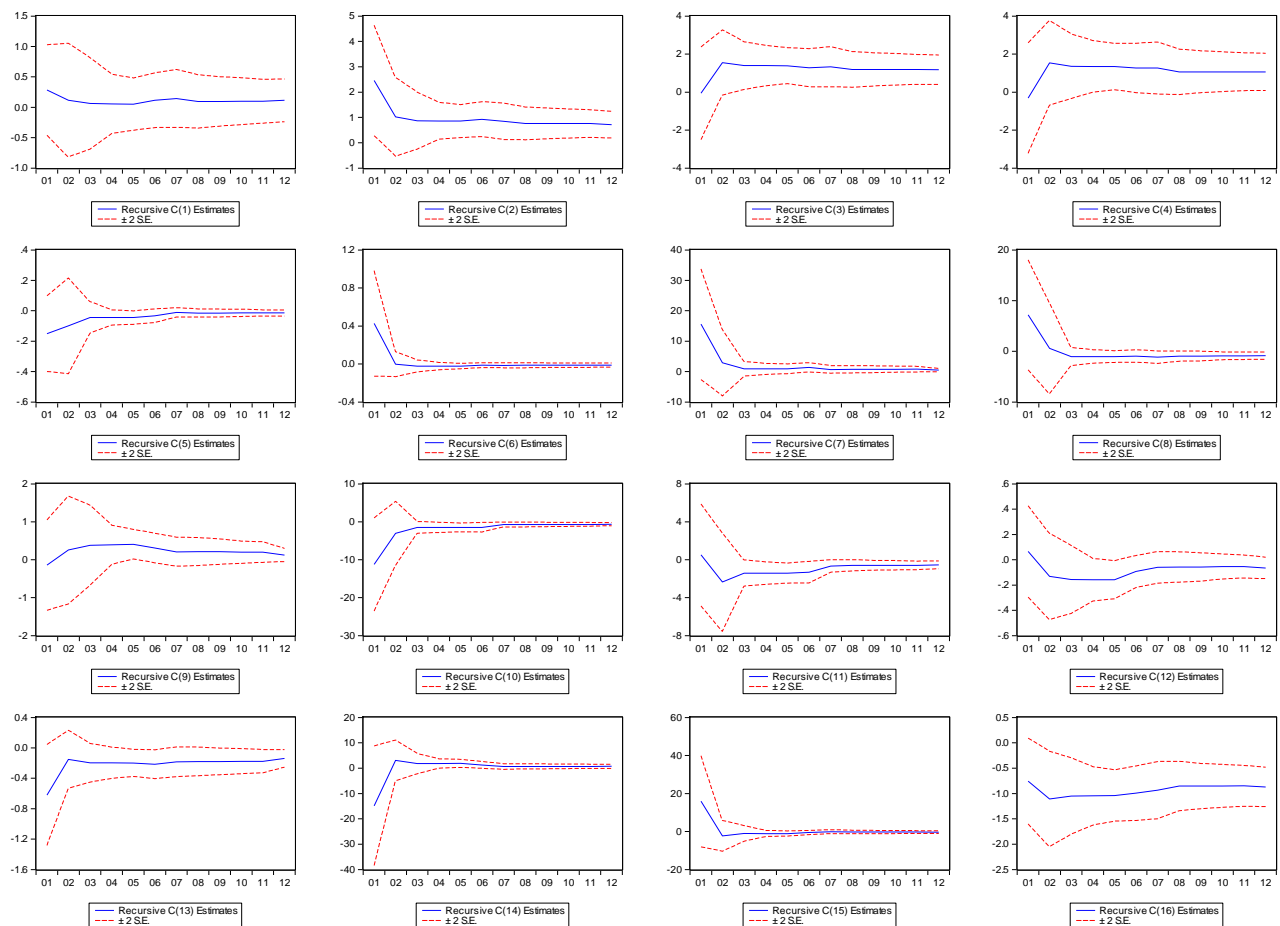 1.5
1.0
0.5
0.0
-0.5
-1.0
01 02 03 04 05 06 07 08 09 10 11 12
Recursive C(1) Estimates
± 2 S.E.
5
4
3
2
1
0
-1
01 02 03 04 05 06 07 08 09 10 11 12
Recursive C(2) Estimates
± 2 S.E.
4
2
0
-2
-4
01 02 03 04 05 06 07 08 09 10 11 12
Recursive C(3) Estimates
± 2 S.E.
4
2
0
-2
-4
01 02 03 04 05 06 07 08 09 10 11 12
Recursive C(4) Estimates
± 2 S.E.
.4
.2
.0
-.2
-.4
-.6
01 02 03 04 05 06 07 08 09 10 11 12
Recursive C(5) Estimates
± 2 S.E.
1.2
0.8
0.4
0.0
-0.4
01 02 03 04 05 06 07 08 09 10 11 12
Recursive C(6) Estimates
± 2 S.E.
40
30
20
10
0
-10
01 02 03 04 05 06 07 08 09 10 11 12
Recursive C(7) Estimates
± 2 S.E.
20
10
0
-10
01 02 03 04 05 06 07 08 09 10 11 12
Recursive C(8) Estimates
± 2 S.E.
2
1
0
-1
-2
01 02 03 04 05 06 07 08 09 10 11 12
Recursive C(9) Estimates
± 2 S.E.
10
0
-10
-20
-30
01 02 03 04 05 06 07 08 09 10 11 12
Recursive C(10) Estimates
± 2 S.E.
8
4
0
-4
-8
01 02 03 04 05 06 07 08 09 10 11 12
Recursive C(11) Estimates
± 2 S.E.
.6
.4
.2
.0
-.2
-.4
-.6
01 02 03 04 05 06 07 08 09 10 11 12
Recursive C(12) Estimates
± 2 S.E.
0.4
0.0
-0.4
-0.8
-1.2
-1.6
01 02 03 04 05 06 07 08 09 10 11 12
Recursive C(13) Estimates
± 2 S.E.
20
10
0
-10
-20
-30
-40
01 02 03 04 05 06 07 08 09 10 11 12
Recursive C(14) Estimates
± 2 S.E.
60
40
20
0
-20
01 02 03 04 05 06 07 08 09 10 11 12
Recursive C(15) Estimates
± 2 S.E.
0.5
0.0
-0.5
-1.0
-1.5
-2.0
-2.5
01 02 03 04 05 06 07 08 09 10 11 12
Recursive C(16) Estimates
± 2 S.E.